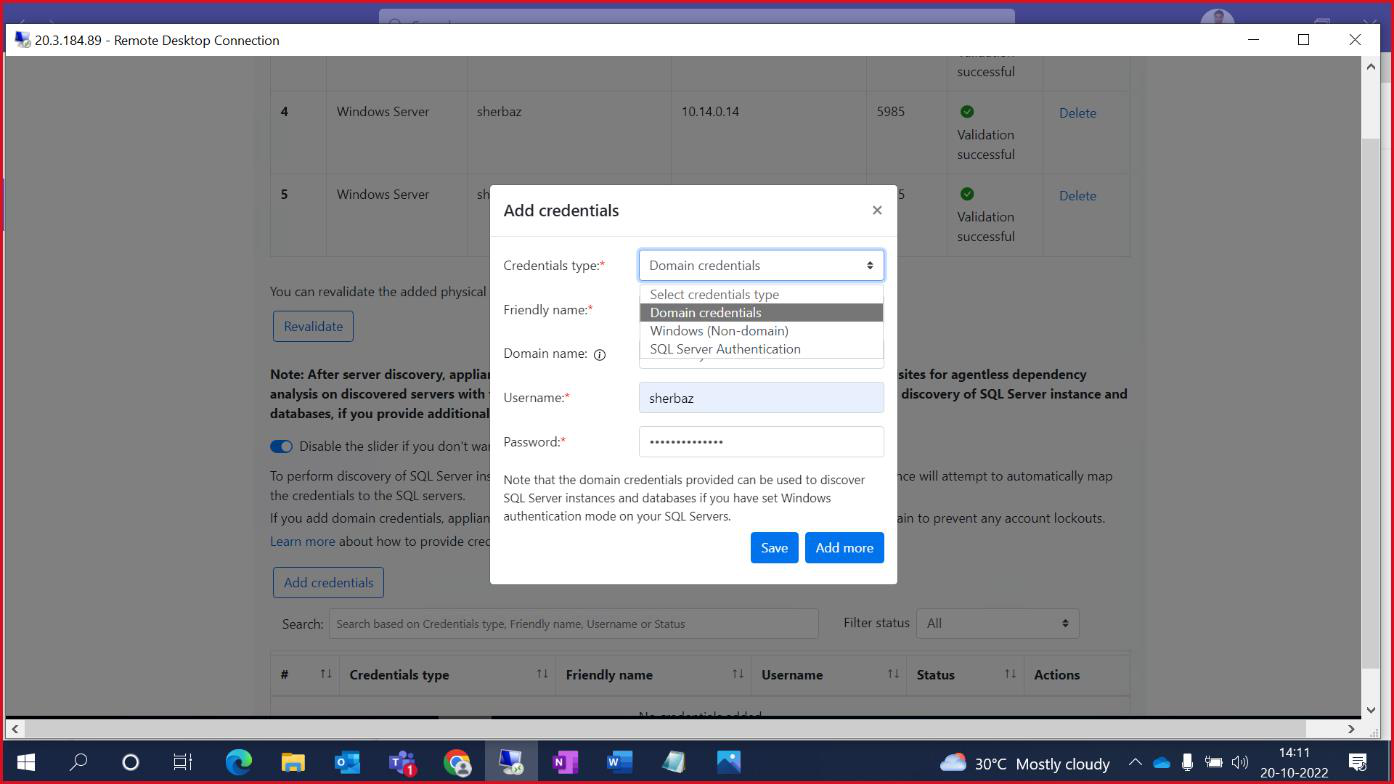 20.3.184.89 - Remote Desktop Connection
successful
4 Windows Server sherbaz 10.14.0.14 5985 Validation successful Delete
5 Windows Server sh 5 Validation successful Delete
You can revalidate the added physical
Revalidate
Note: After server discovery, applian
sites for agentless dependency
analysis on discovered servers with
discovery of SQL Server instance and
databases, if you provide additional
Disable the slider if you don't wan
To perform discovery of SQL Server ins
nce will attempt to automatically map
the credentials to the SQL servers.
If you add domain credentials, applian
ain to prevent any account lockouts.
Learn more about how to provide cred
Add credentials
Search: Search based on Credentials type, Friendly name, Username or Status
Filter status All
# Credentials type Friendly name Username Status Actions
No credentials added
Add credentials ×
Credentials type:* Domain credentials
Select credentials type
Domain credentials
Windows (Non-domain)
SQL Server Authentication
Friendly name:*
Domain name:
Username:* sherbaz
Password:* ••••••••••••••
Note that the domain credentials provided can be used to discover
SQL Server instances and databases if you have set Windows
authentication mode on your SQL Servers.
Save Add more
30°C Mostly cloudy
14:11
20-10-2022